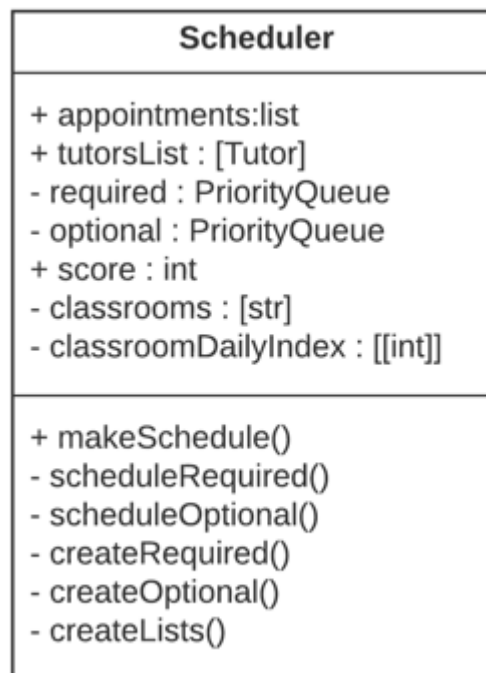 Scheduler
+ appointments:list
+ tutorsList : [Tutor]
- required : PriorityQueue
- optional : PriorityQueue
+ score : int
- classrooms : [str]
- classroomDailyIndex : [[int]]
+ makeSchedule()
- scheduleRequired()
- scheduleOptional()
- createRequired()
- createOptional()
- createLists()